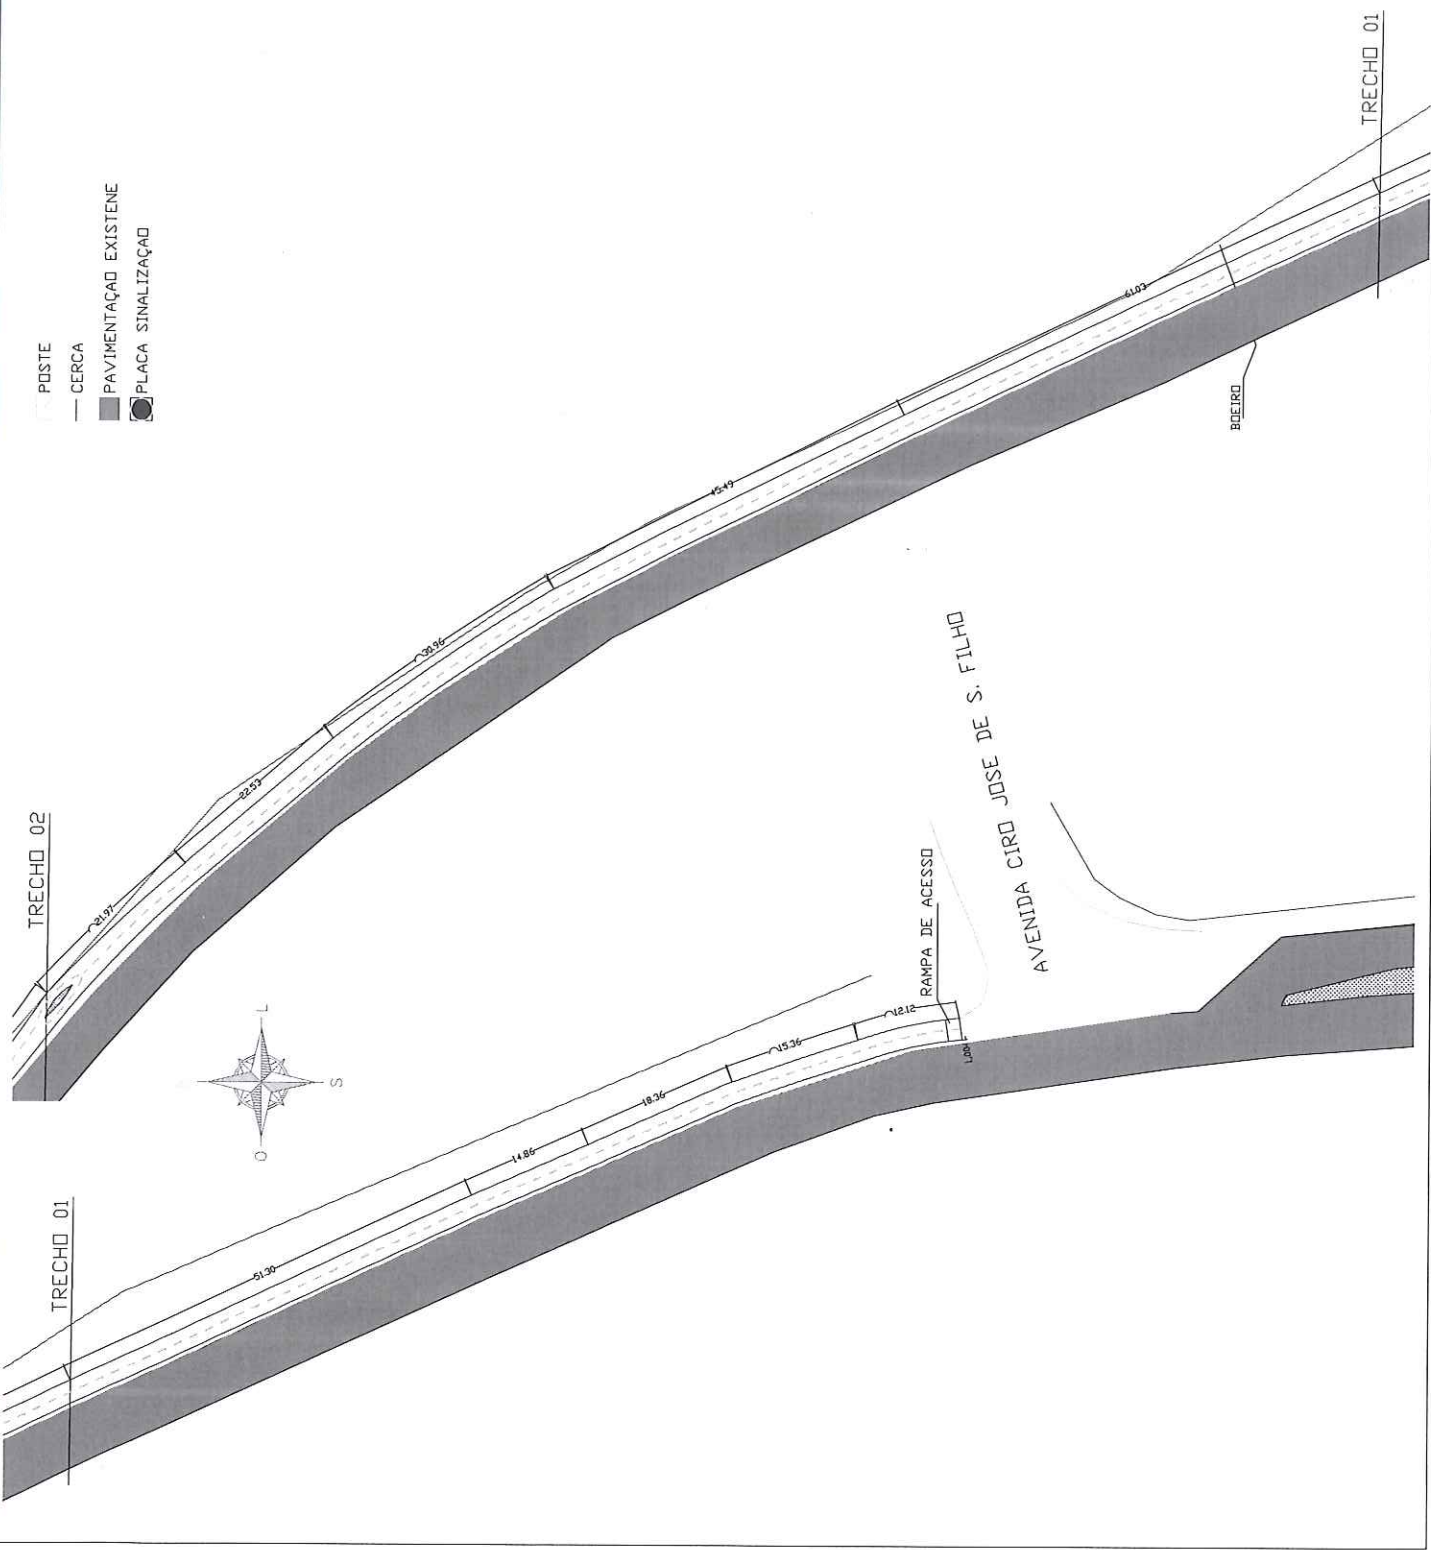 POSTE
CERCA
PAVIMENTAÇÃO EXISTENE
PLACA SINALIZAÇÃO
TRECHO 01
61.03
BOEIRO
45.49
30.96
22.53
21.97
TRECHO 02
L
S
O
TRECHO 01
51.30
14.86
18.36
15.36
12.12
RAMPA DE ACESSO
AVENIDA CIRO JOSE DE S. FILHO